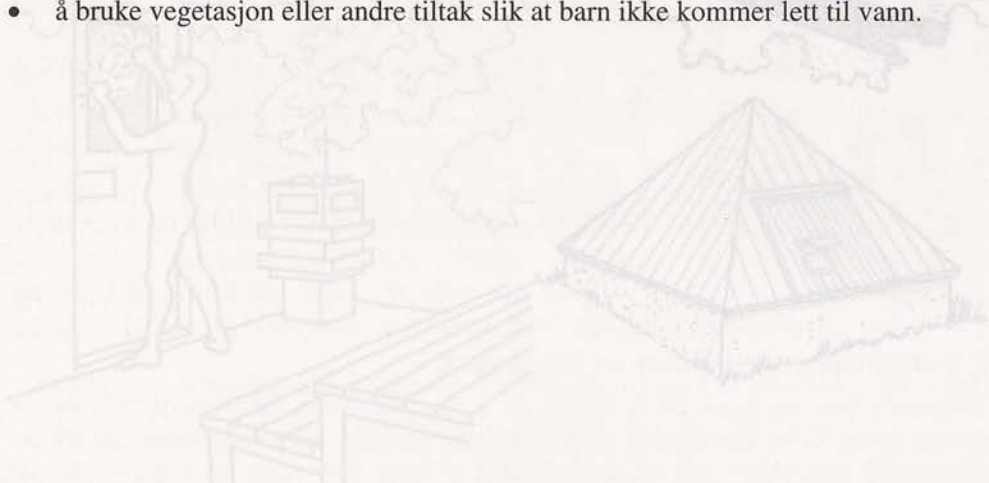 • å bruke vegetasjon eller andre tiltak slik at barn ikke kommer lett til vann.